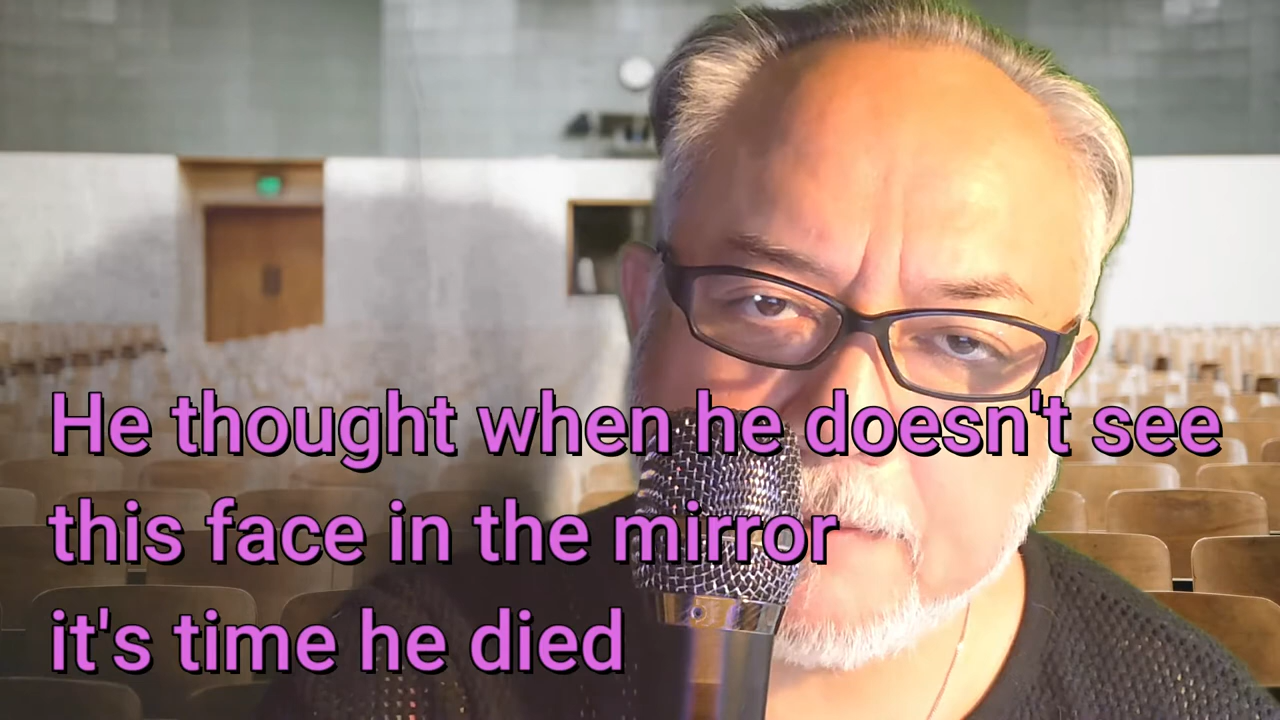 He thought when he doesn't see
this face in the mirror
it's time he died